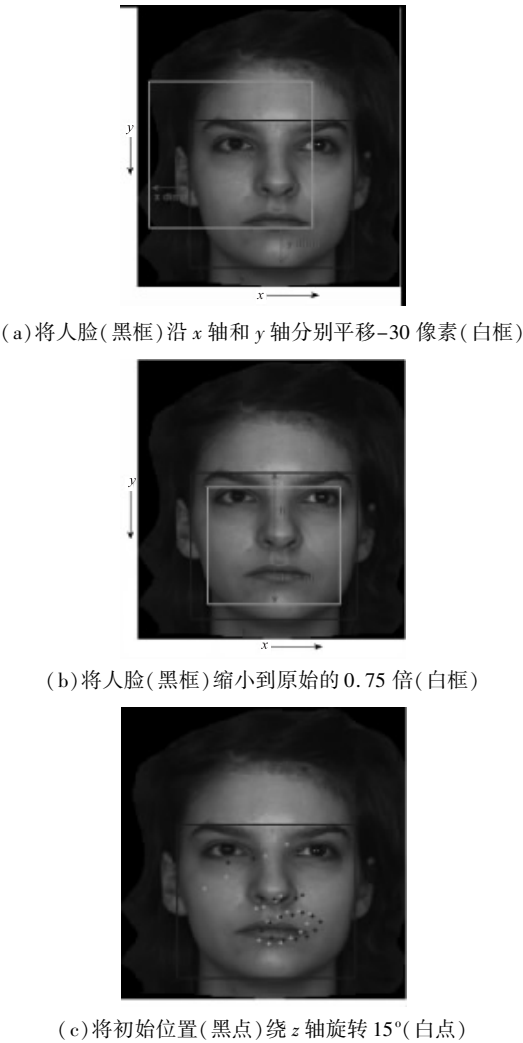 y
x
(a)将人脸(黑框)沿 x 轴和 y 轴分别平移-30 像素(白框)
y
x
(b)将人脸(黑框)缩小到原始的 0.75 倍(白框)
(c)将初始位置(黑点)绕 z 轴旋转 15°(白点)